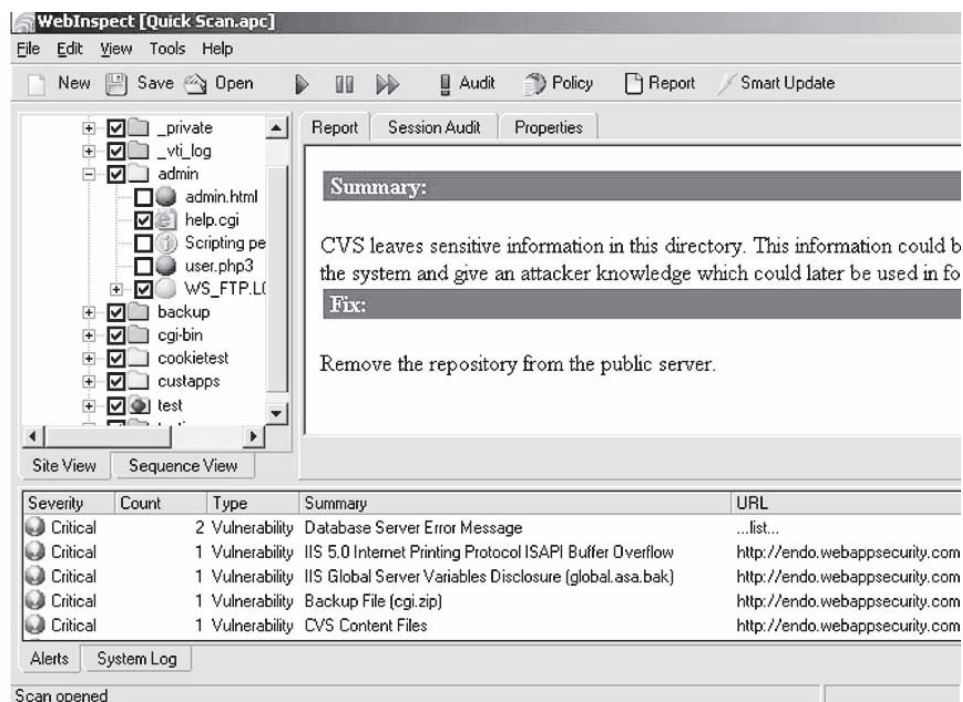 WebInspect [Quick Scan.apc]
File Edit View Tools Help
New Save Open Audit Policy Report Smart Update
_private
_vti_log
admin
admin.html
help.cgi
Scripting pe
user.php3
WS_FTP.LO
backup
cgi-bin
cookietest
custapps
test
Site View Sequence View
Report Session Audit Properties
Summary:
CVS leaves sensitive information in this directory. This information could b
the system and give an attacker knowledge which could later be used in fo
Fix:
Remove the repository from the public server.
Severity Count Type Summary URL
Critical 2 Vulnerability Database Server Error Message ...list...
Critical 1 Vulnerability IIS 5.0 Internet Printing Protocol ISAPI Buffer Overflow http://endo.webappsecurity.com
Critical 1 Vulnerability IIS Global Server Variables Disclosure (global.asa.bak) http://endo.webappsecurity.com
Critical 1 Vulnerability Backup File (cgi.zip) http://endo.webappsecurity.com
Critical 1 Vulnerability CVS Content Files http://endo.webappsecurity.com
Alerts System Log
Scan opened